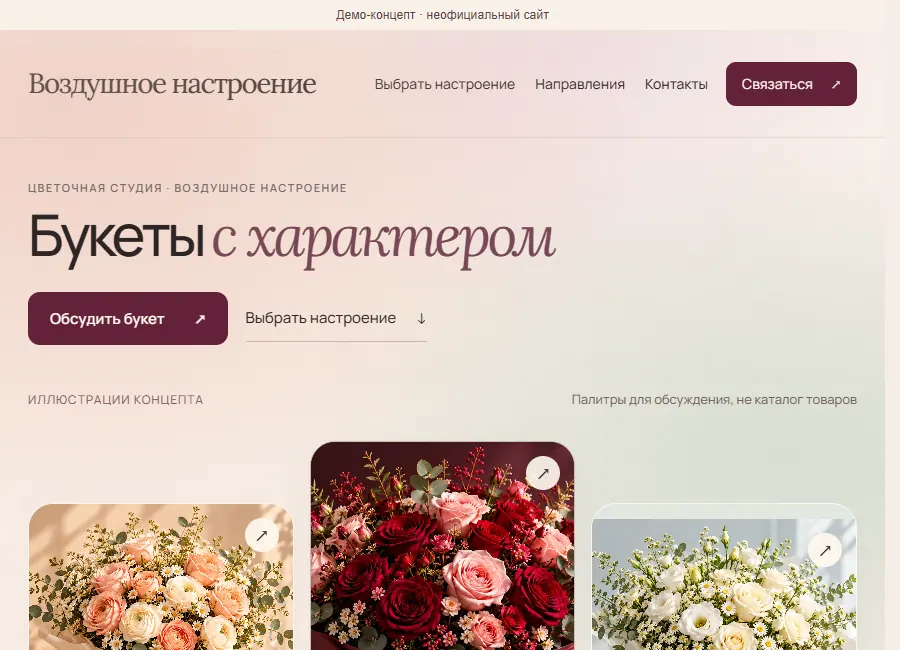 Демо-концепт · неофициальный сайт
Воздушное настроение
Выбрать настроение
Направления
Контакты
Связаться ↗
ЦВЕТОЧНАЯ СТУДИЯ · ВОЗДУШНОЕ НАСТРОЕНИЕ
Букеты с характером
Обсудить букет ↗
Выбрать настроение ↓
ИЛЛЮСТРАЦИИ КОНЦЕПТА
Палитры для обсуждения, не каталог товаров